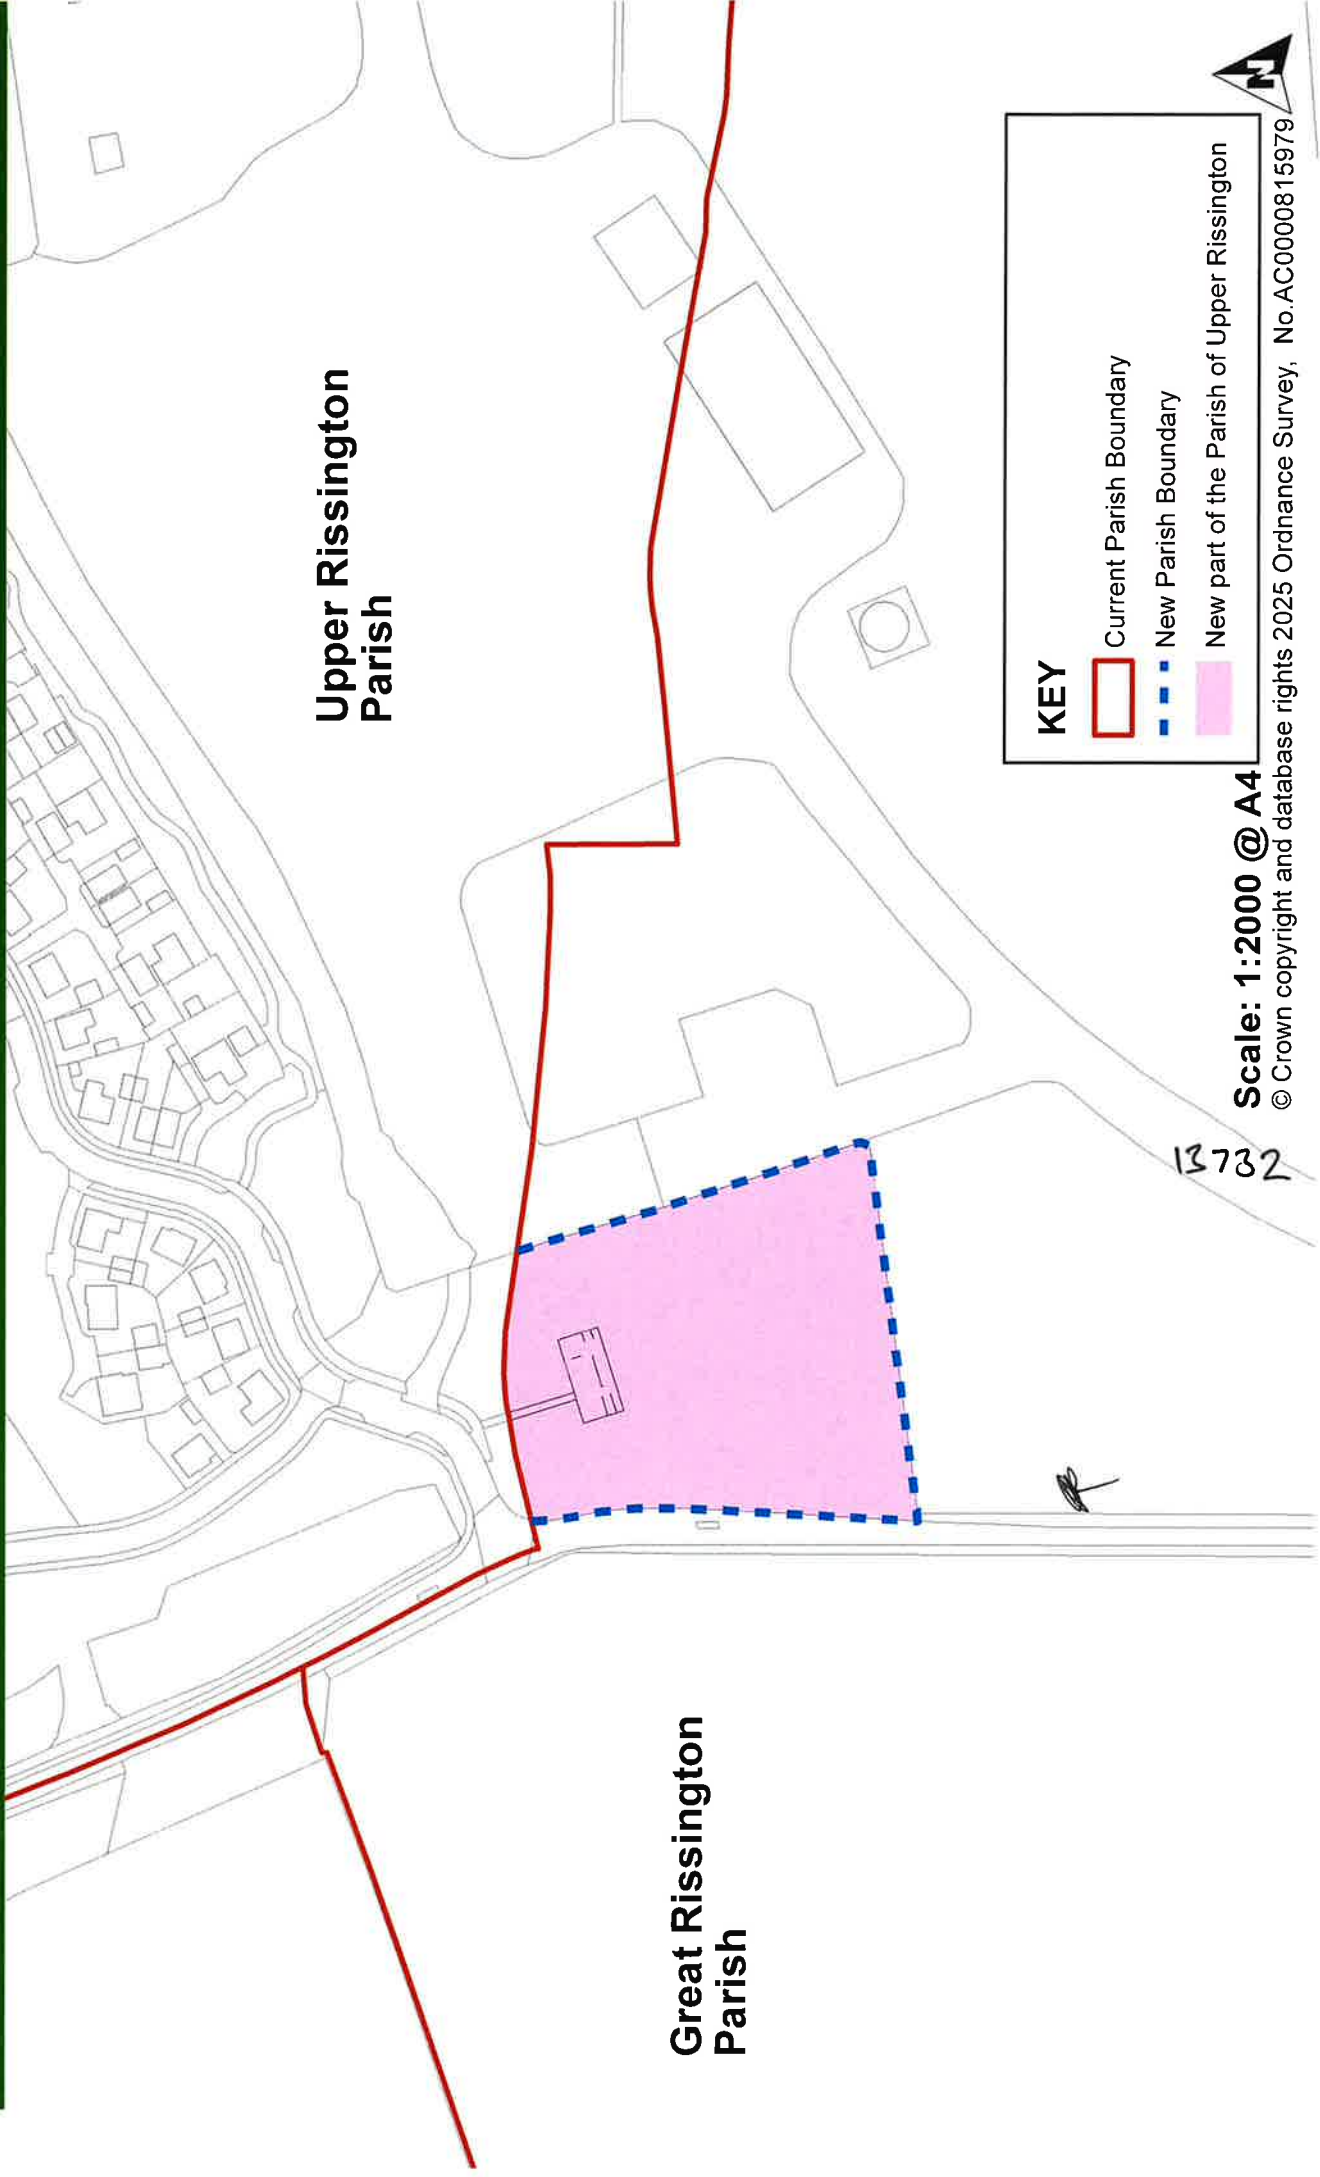 Upper Rissington
Parish
Great Rissington
Parish
KEY
Current Parish Boundary
New Parish Boundary
New part of the Parish of Upper Rissington
Scale: 1:2000 @ A4
© Crown copyright and database rights 2025 Ordnance Survey, No.AC0000815979
N
13732